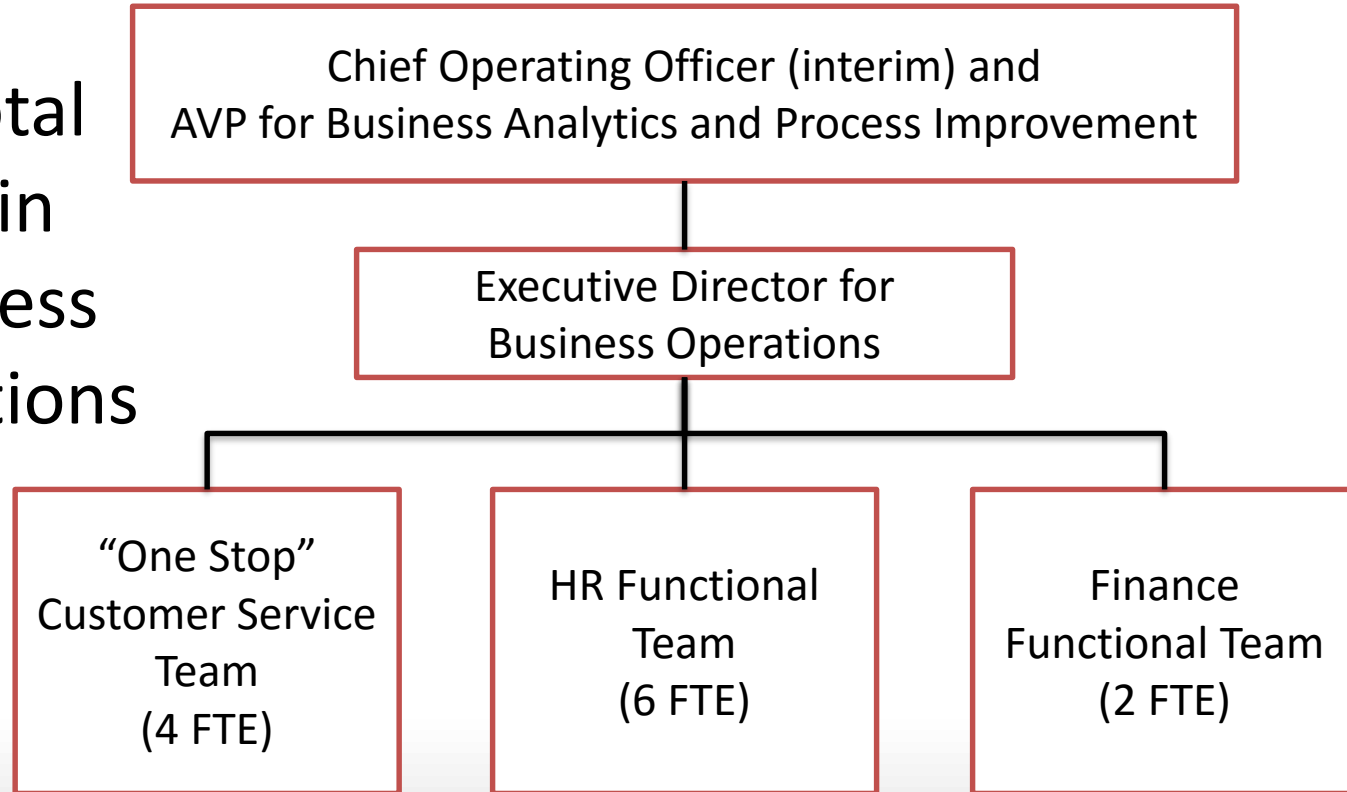 Chief Operating Officer (interim) and
AVP for Business Analytics and Process Improvement
in
Executive Director for
Business Operations
“One Stop”
Customer Service
Team
(4 FTE)
HR Functional
Team
(6 FTE)
Finance
Functional Team
(2 FTE)